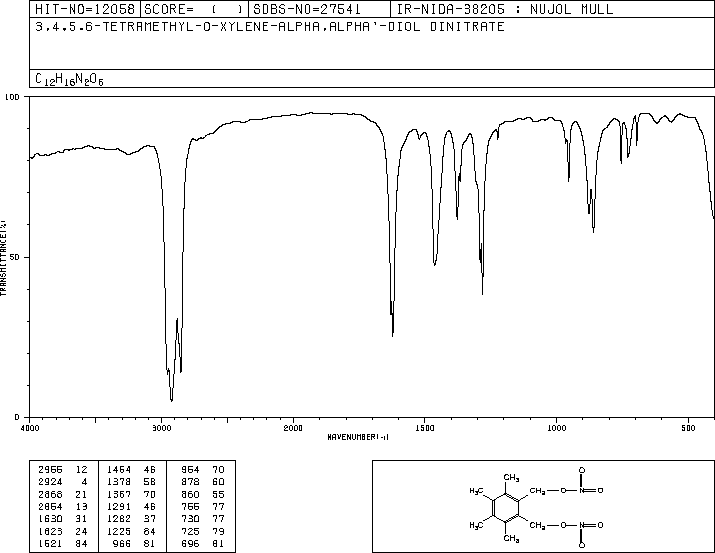 HIT-NO=12058 SCORE= ( ) SDBS-NO=27541 IR-NIDA-38205 : NUJOL MULL
3,4,5,6-TETRAMETHYL-O-XYLENE-ALPHA,ALPHA'-DIOL DINITRATE
C12H16N2O6
100
50
0
TRANSMITTANCE(%)
4000 3000 2000 1500 1000 500
WAVENUMBER(-1)
2955 12 1464 46 954 70
2924 4 1378 58 878 60
2868 21 1367 70 860 55
2854 13 1291 46 755 77
1630 31 1282 37 730 77
1623 24 1225 84 725 79
1521 84 966 81 696 81
CH3 O
H3C CH2 O N O
H3C CH2 O N O
CH3 O